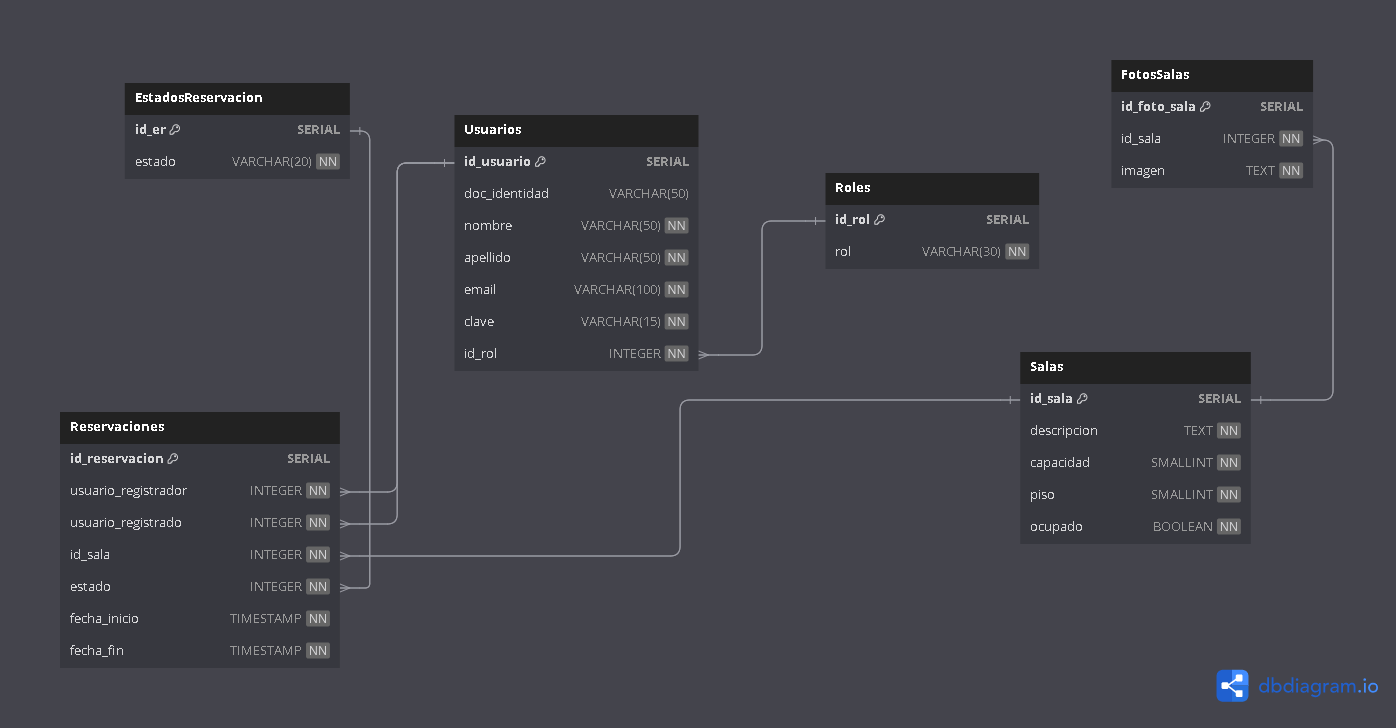 EstadosReservacion
id_er SERIAL
estado VARCHAR(20) NN
Usuarios
id_usuario SERIAL
doc_identidad VARCHAR(50)
nombre VARCHAR(50) NN
apellido VARCHAR(50) NN
email VARCHAR(100) NN
clave VARCHAR(15) NN
id_rol INTEGER NN
Roles
id_rol SERIAL
rol VARCHAR(30) NN
FotosSalas
id_foto_sala SERIAL
id_sala INTEGER NN
imagen TEXT NN
Reservaciones
id_reservacion SERIAL
usuario_registrador INTEGER NN
usuario_registrado INTEGER NN
id_sala INTEGER NN
estado INTEGER NN
fecha_inicio TIMESTAMP NN
fecha_fin TIMESTAMP NN
Salas
id_sala SERIAL
descripcion TEXT NN
capacidad SMALLINT NN
piso SMALLINT NN
ocupado BOOLEAN NN
dbdiagram.io